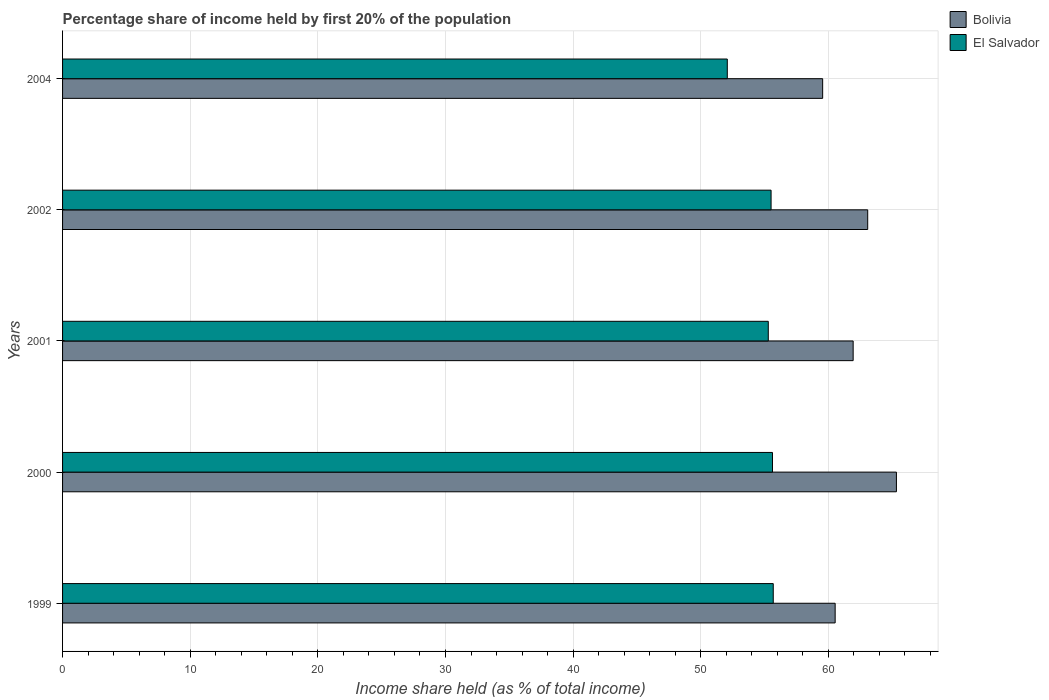 Percentage share of income held by first 20% of the population
Bolivia
El Salvador
2004
2002
2001
2000
1999
Years
0
10
20
30
40
50
60
Income share held (as % of total income)